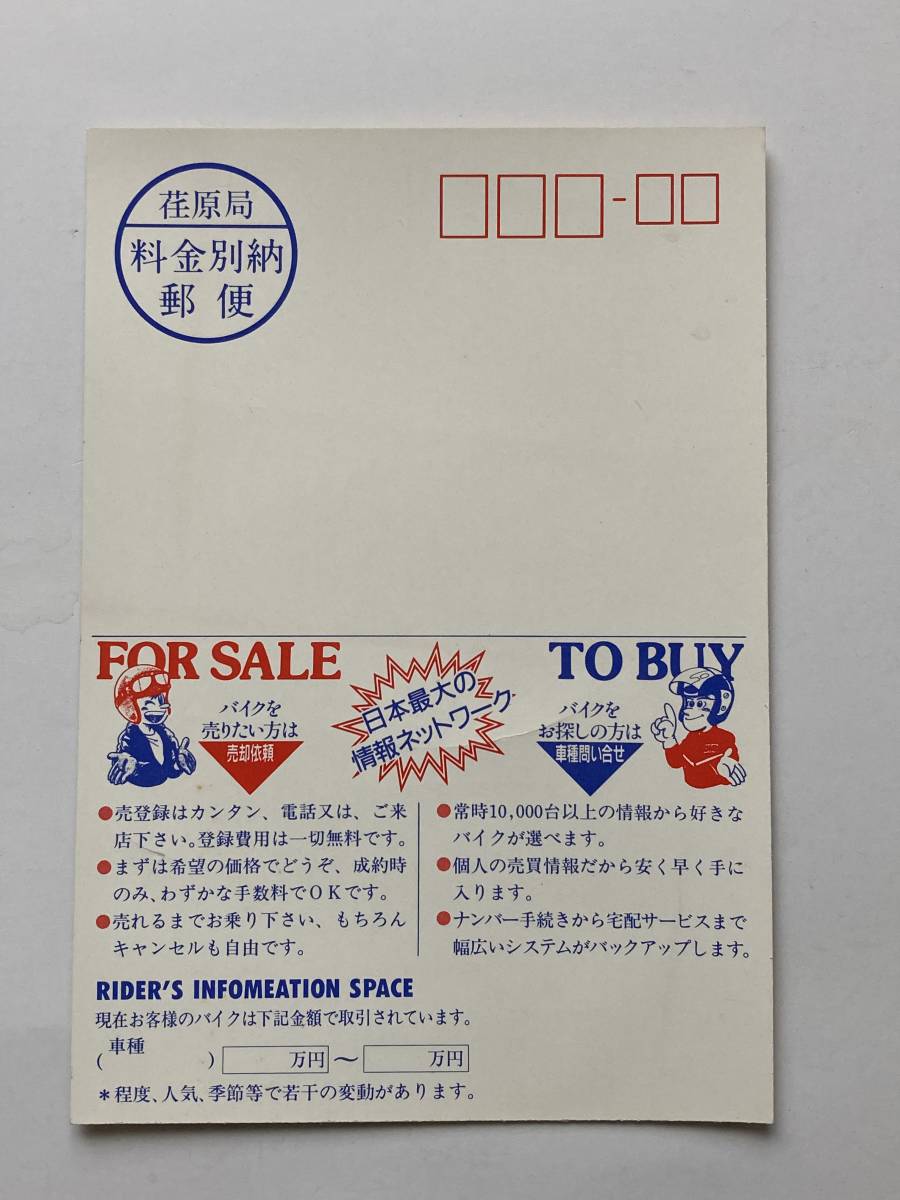 荏原局
料金別納
郵便
-
FOR SALE
バイクを
売りたい方は
売却依頼
日本最大の
情報ネットワーク
TO BUY
バイクを
お探しの方は
車種問い合せ
●売登録はカンタン、電話又は、ご来
店下さい。登録費用は一切無料です。
●まずは希望の価格でどうぞ、成約時
のみ、わずかな手数料でOKです。
●売れるまでお乗り下さい、もちろん
キャンセルも自由です。
●常時10,000台以上の情報から好きな
バイクが選べます。
●個人の売買情報だから安く早く手に
入ります。
●ナンバー手続きから宅配サービスまで
幅広いシステムがバックアップします。
RIDER'S INFOMEATION SPACE
現在お客様のバイクは下記金額で取引されています。
(車種 ) 万円〜 万円
*程度、人気、季節等で若干の変動があります。